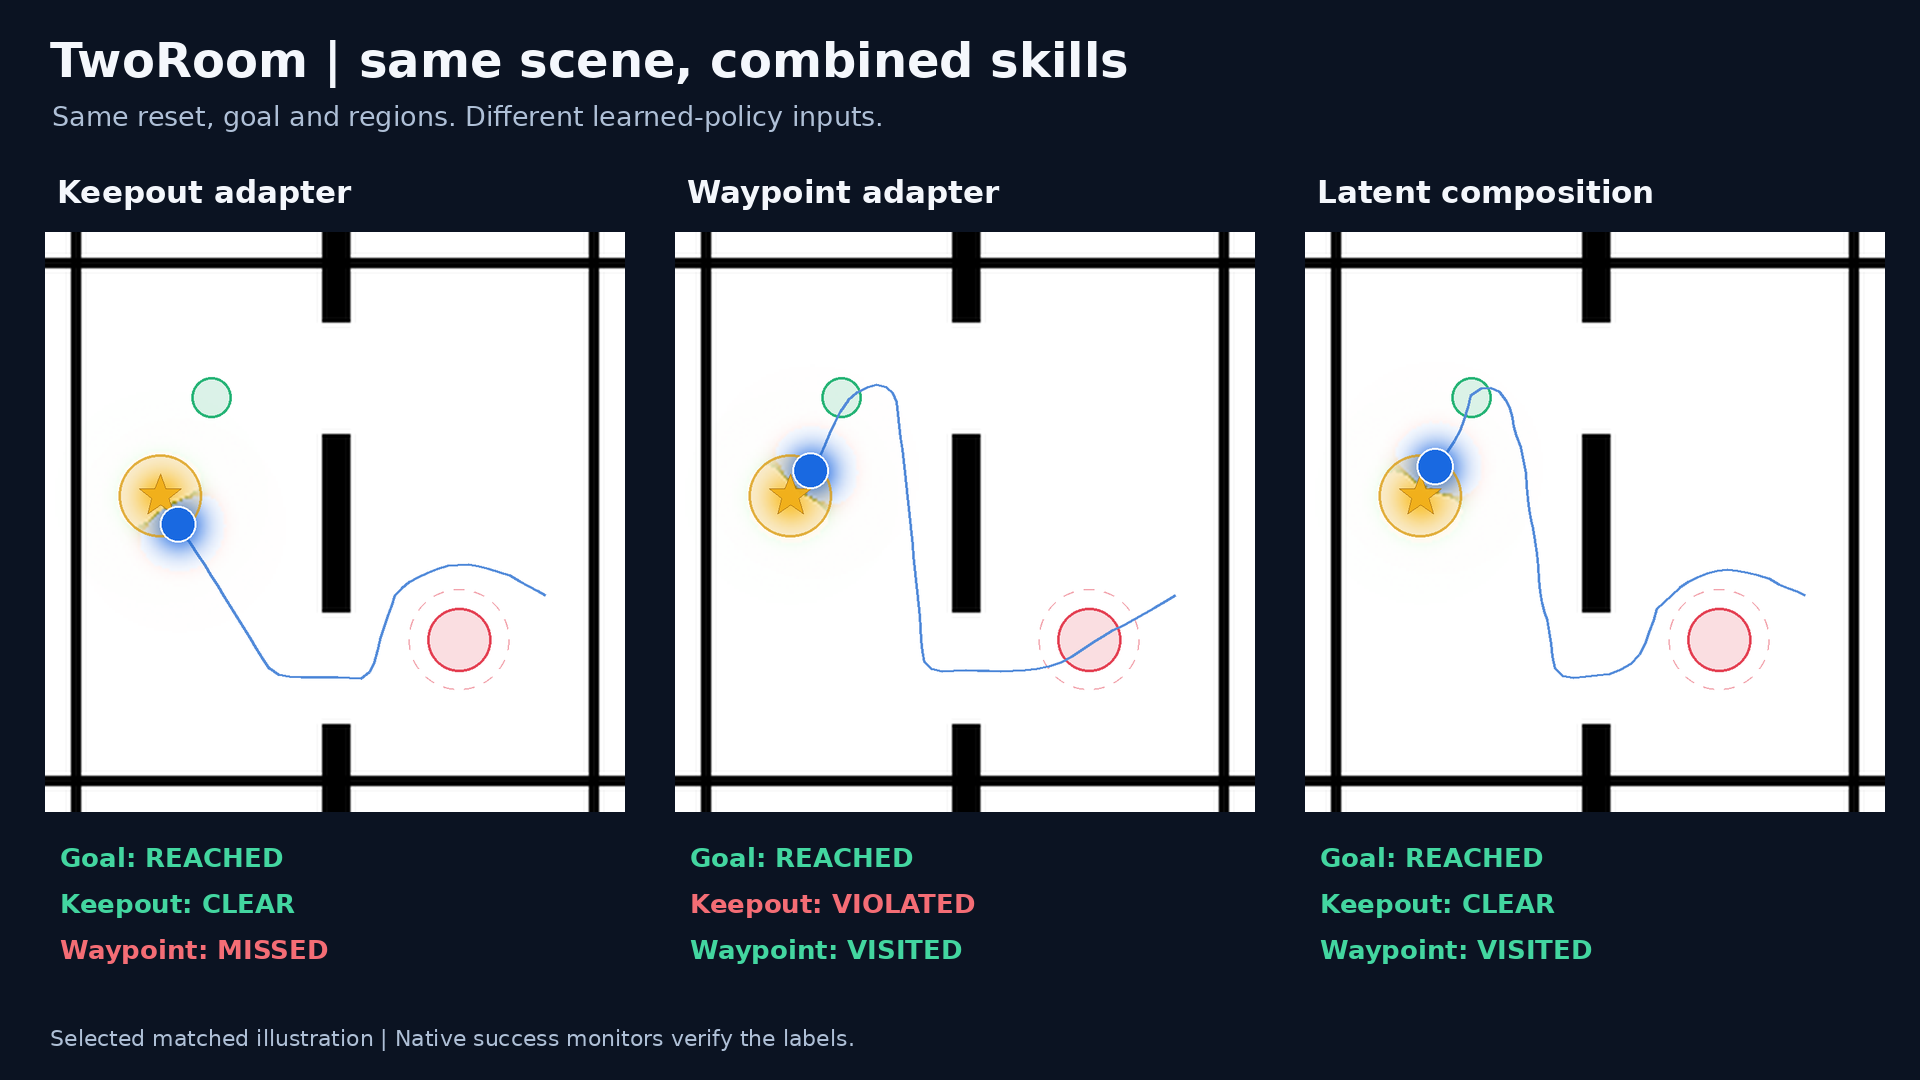 TwoRoom | same scene, combined skills
Same reset, goal and regions. Different learned-policy inputs.
Keepout adapter
Waypoint adapter
Latent composition
Goal: REACHED
Keepout: CLEAR
Waypoint: MISSED
Goal: REACHED
Keepout: VIOLATED
Waypoint: VISITED
Goal: REACHED
Keepout: CLEAR
Waypoint: VISITED
Selected matched illustration | Native success monitors verify the labels.